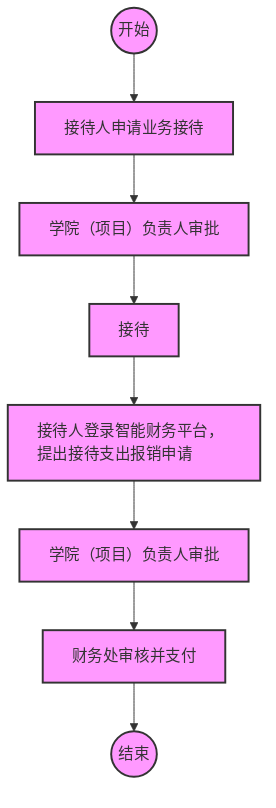 开始
接待人申请业务接待
学院（项目）负责人审批
接待
接待人登录智能财务平台，
提出接待支出报销申请
学院（项目）负责人审批
财务处审核并支付
结束